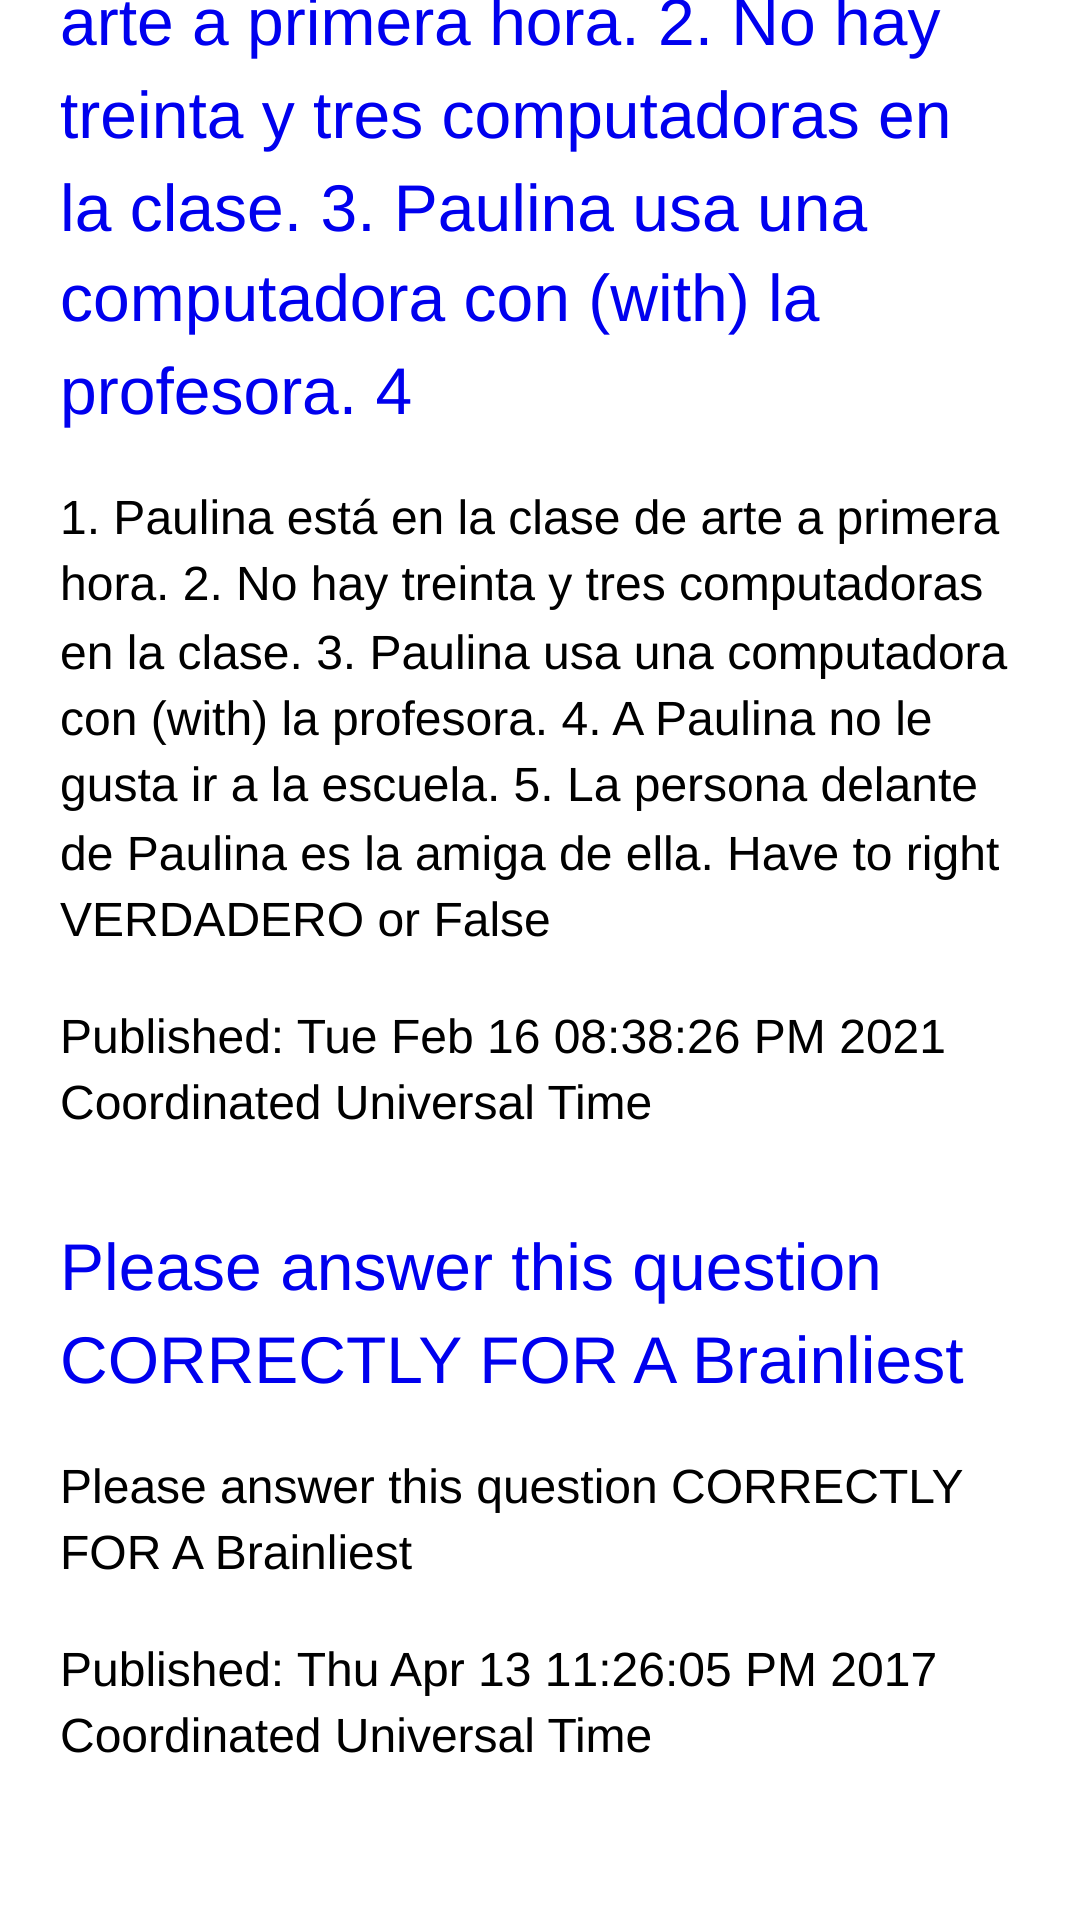 arte a primera hora. 2. No hay
treinta y tres computadoras en
la clase. 3. Paulina usa una
computadora con (with) la
profesora. 4
1. Paulina está en la clase de arte a primera
hora. 2. No hay treinta y tres computadoras
en la clase. 3. Paulina usa una computadora
con (with) la profesora. 4. A Paulina no le
gusta ir a la escuela. 5. La persona delante
de Paulina es la amiga de ella. Have to right
VERDADERO or False
Published: Tue Feb 16 08:38:26 PM 2021
Coordinated Universal Time
Please answer this question
CORRECTLY FOR A Brainliest
Please answer this question CORRECTLY
FOR A Brainliest
Published: Thu Apr 13 11:26:05 PM 2017
Coordinated Universal Time